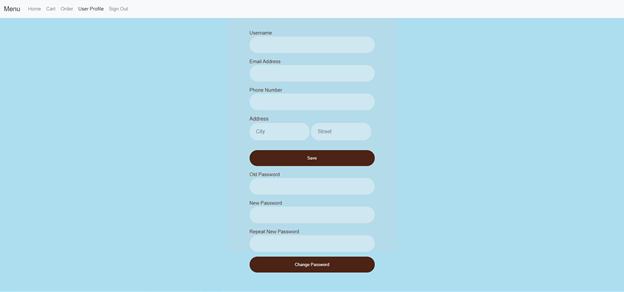 Menu Home Cart Order User Profile Sign Out
Username
Email Address
Phone Number
Address
City Street
Save
Old Password
New Password
Repeat New Password
Change Password